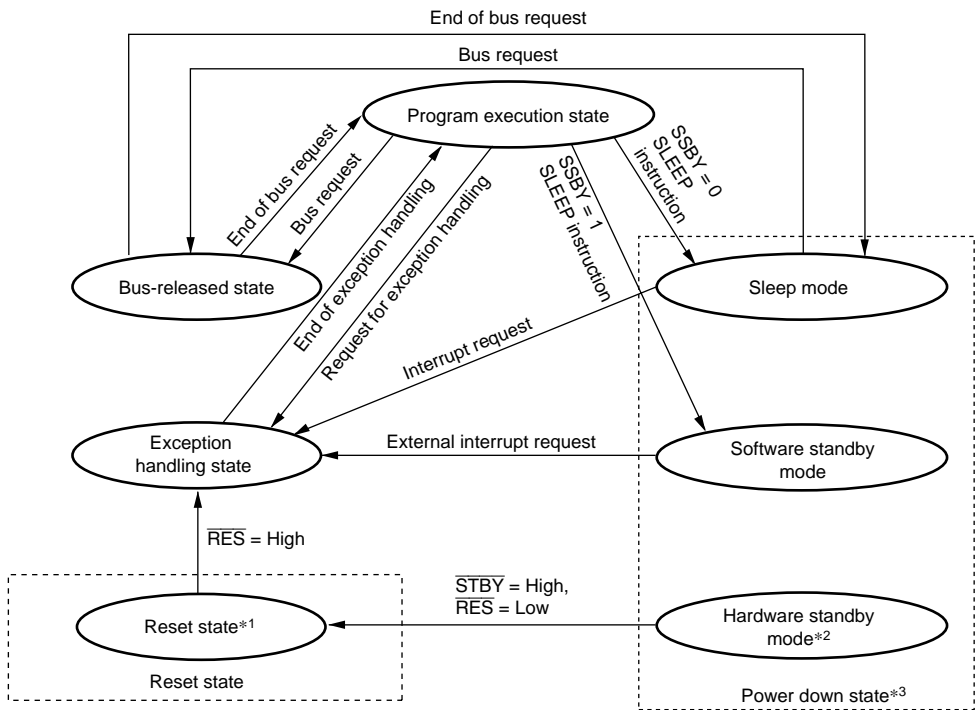 End of bus request
Bus request
Program execution state
End of bus request
Bus request
End of exception handling
Request for exception handling
SSBY = 1
SLEEP instruction
SSBY = 0
SLEEP
instruction
Bus-released state
Sleep mode
Interrupt request
Exception
handling state
External interrupt request
Software standby
mode
RES = High
STBY = High,
RES = Low
Reset state*1
Hardware standby
mode*2
Reset state
Power down state*3